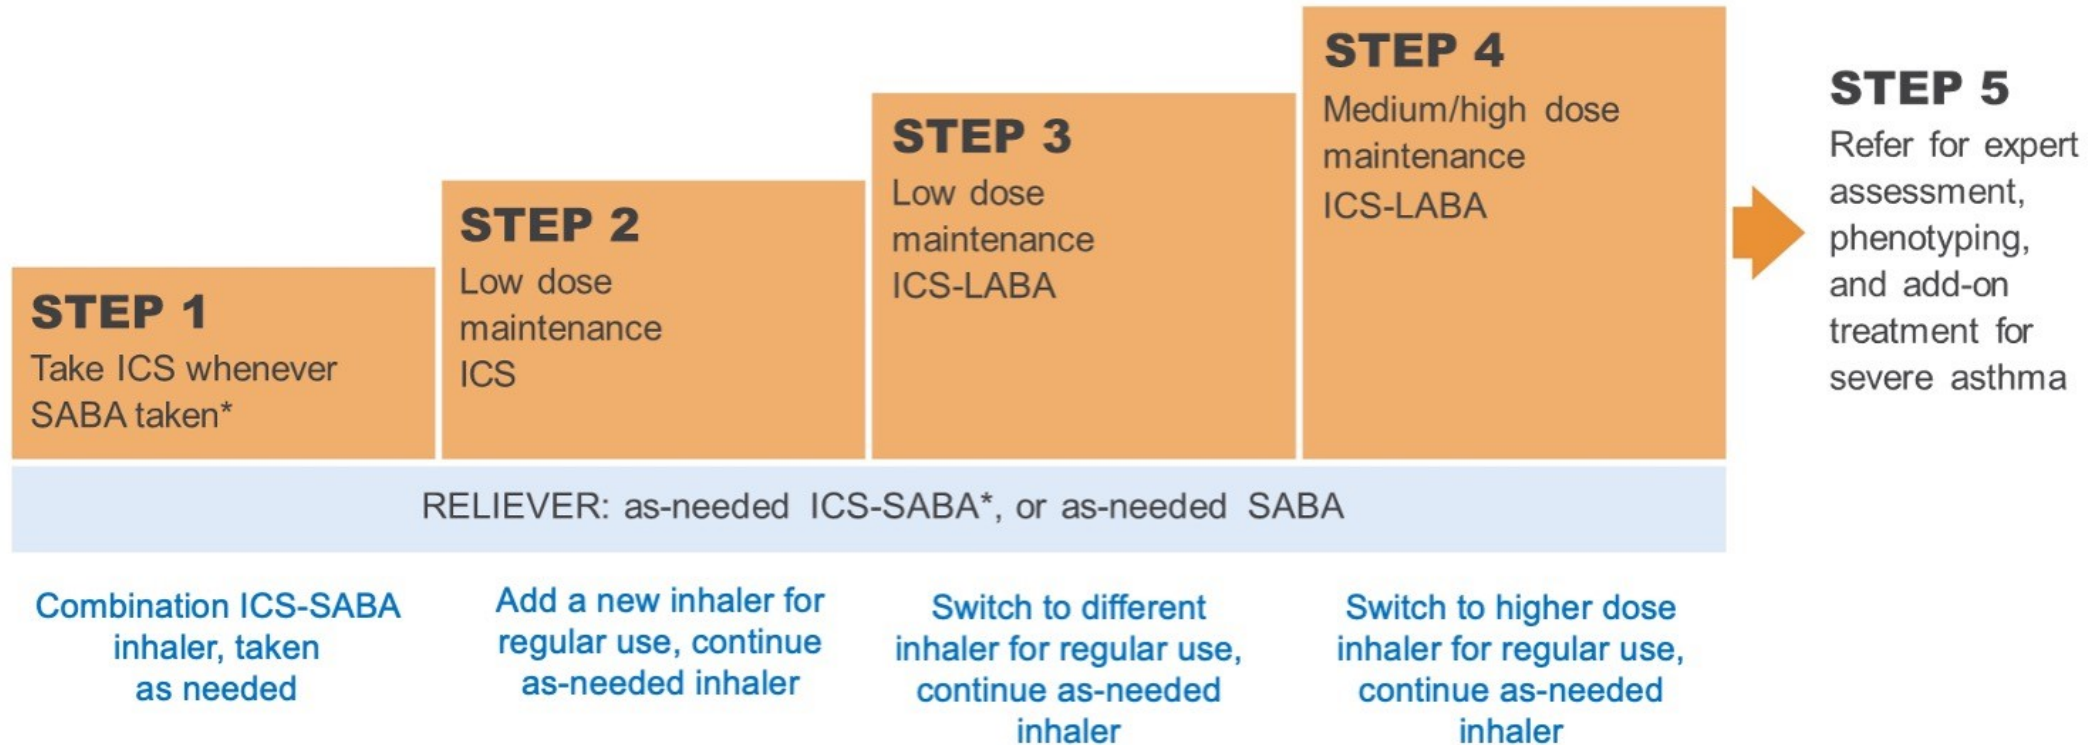 STEP 1
Take ICS whenever
SABA taken*
STEP 2
Low dose
maintenance
ICS
STEP 3
Low dose
maintenance
ICS-LABA
STEP 4
Medium/high dose
maintenance
ICS-LABA
STEP 5
Refer for expert
assessment,
phenotyping,
and add-on
treatment for
severe asthma
RELIEVER: as-needed ICS-SABA*, or as-needed SABA
Combination ICS-SABA
inhaler, taken
as needed
Add a new inhaler for
regular use, continue
as-needed inhaler
Switch to different
inhaler for regular use,
continue as-needed
inhaler
Switch to higher dose
inhaler for regular use,
continue as-needed
inhaler